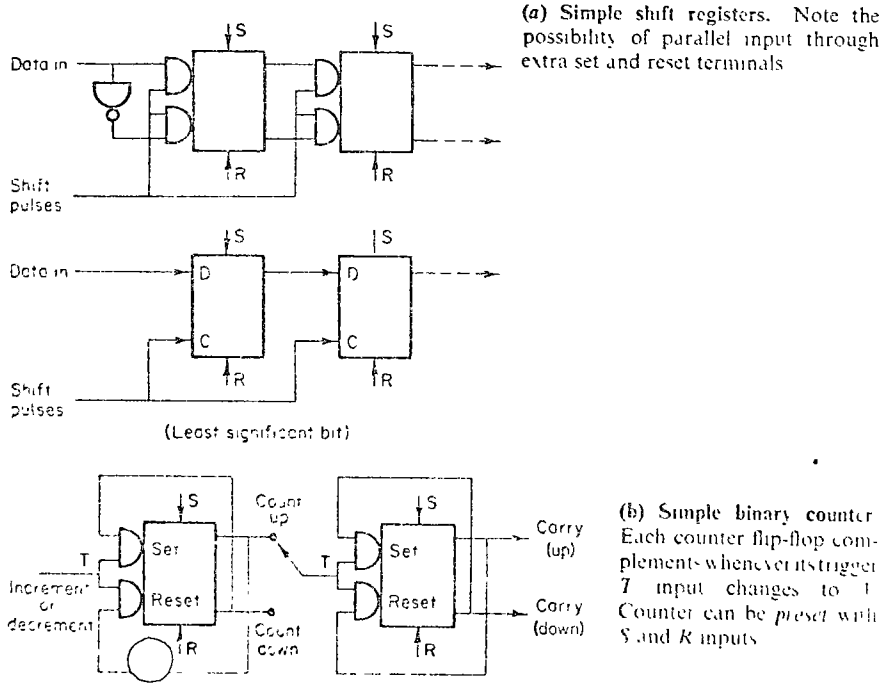 (a) Simple shift registers. Note the
possibility of parallel input through
extra set and reset terminals
S
S
Data in
R
R
Shift
pulses
S
S
Data in
D
D
C
C
R
R
Shift
pulses
(Least significant bit)
S
Count
up
S
T
Set
T
Set
Carry
(up)
Increment
or
decrement
Reset
Reset
Carry
(down)
R
Count
down
R
(b) Simple binary counter
Each counter flip-flop com-
plements whenever its trigger
T input changes to 1
Counter can be preset with
S and R inputs